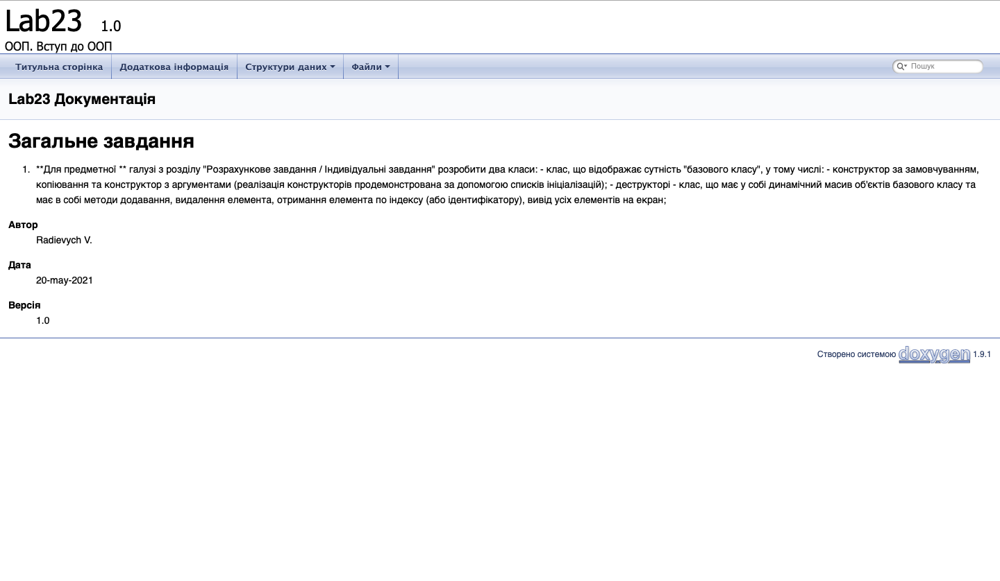 Lab23 1.0
ООП. Вступ до ООП
Титульна сторінка Додаткова інформація Структури даних Файли Пошук
Lab23 Документація
Загальне завдання
1. **Для предметної ** галузі з розділу "Розрахункове завдання / Індивідуальні завдання" розробити два класи: - клас, що відображає сутність "базового класу", у тому числі: - конструктор за замовчуванням,
копіювання та конструктор з аргументами (реалізація конструкторів продемонстрована за допомогою списків ініціалізацій); - деструкторі - клас, що має у собі динамічний масив об'єктів базового класу та
має в собі методи додавання, видалення елемента, отримання елемента по індексу (або ідентифікатору), вивід усіх елементів на екран;
Автор
Radievych V.
Дата
20-may-2021
Версія
1.0
Створено системою doxygen 1.9.1